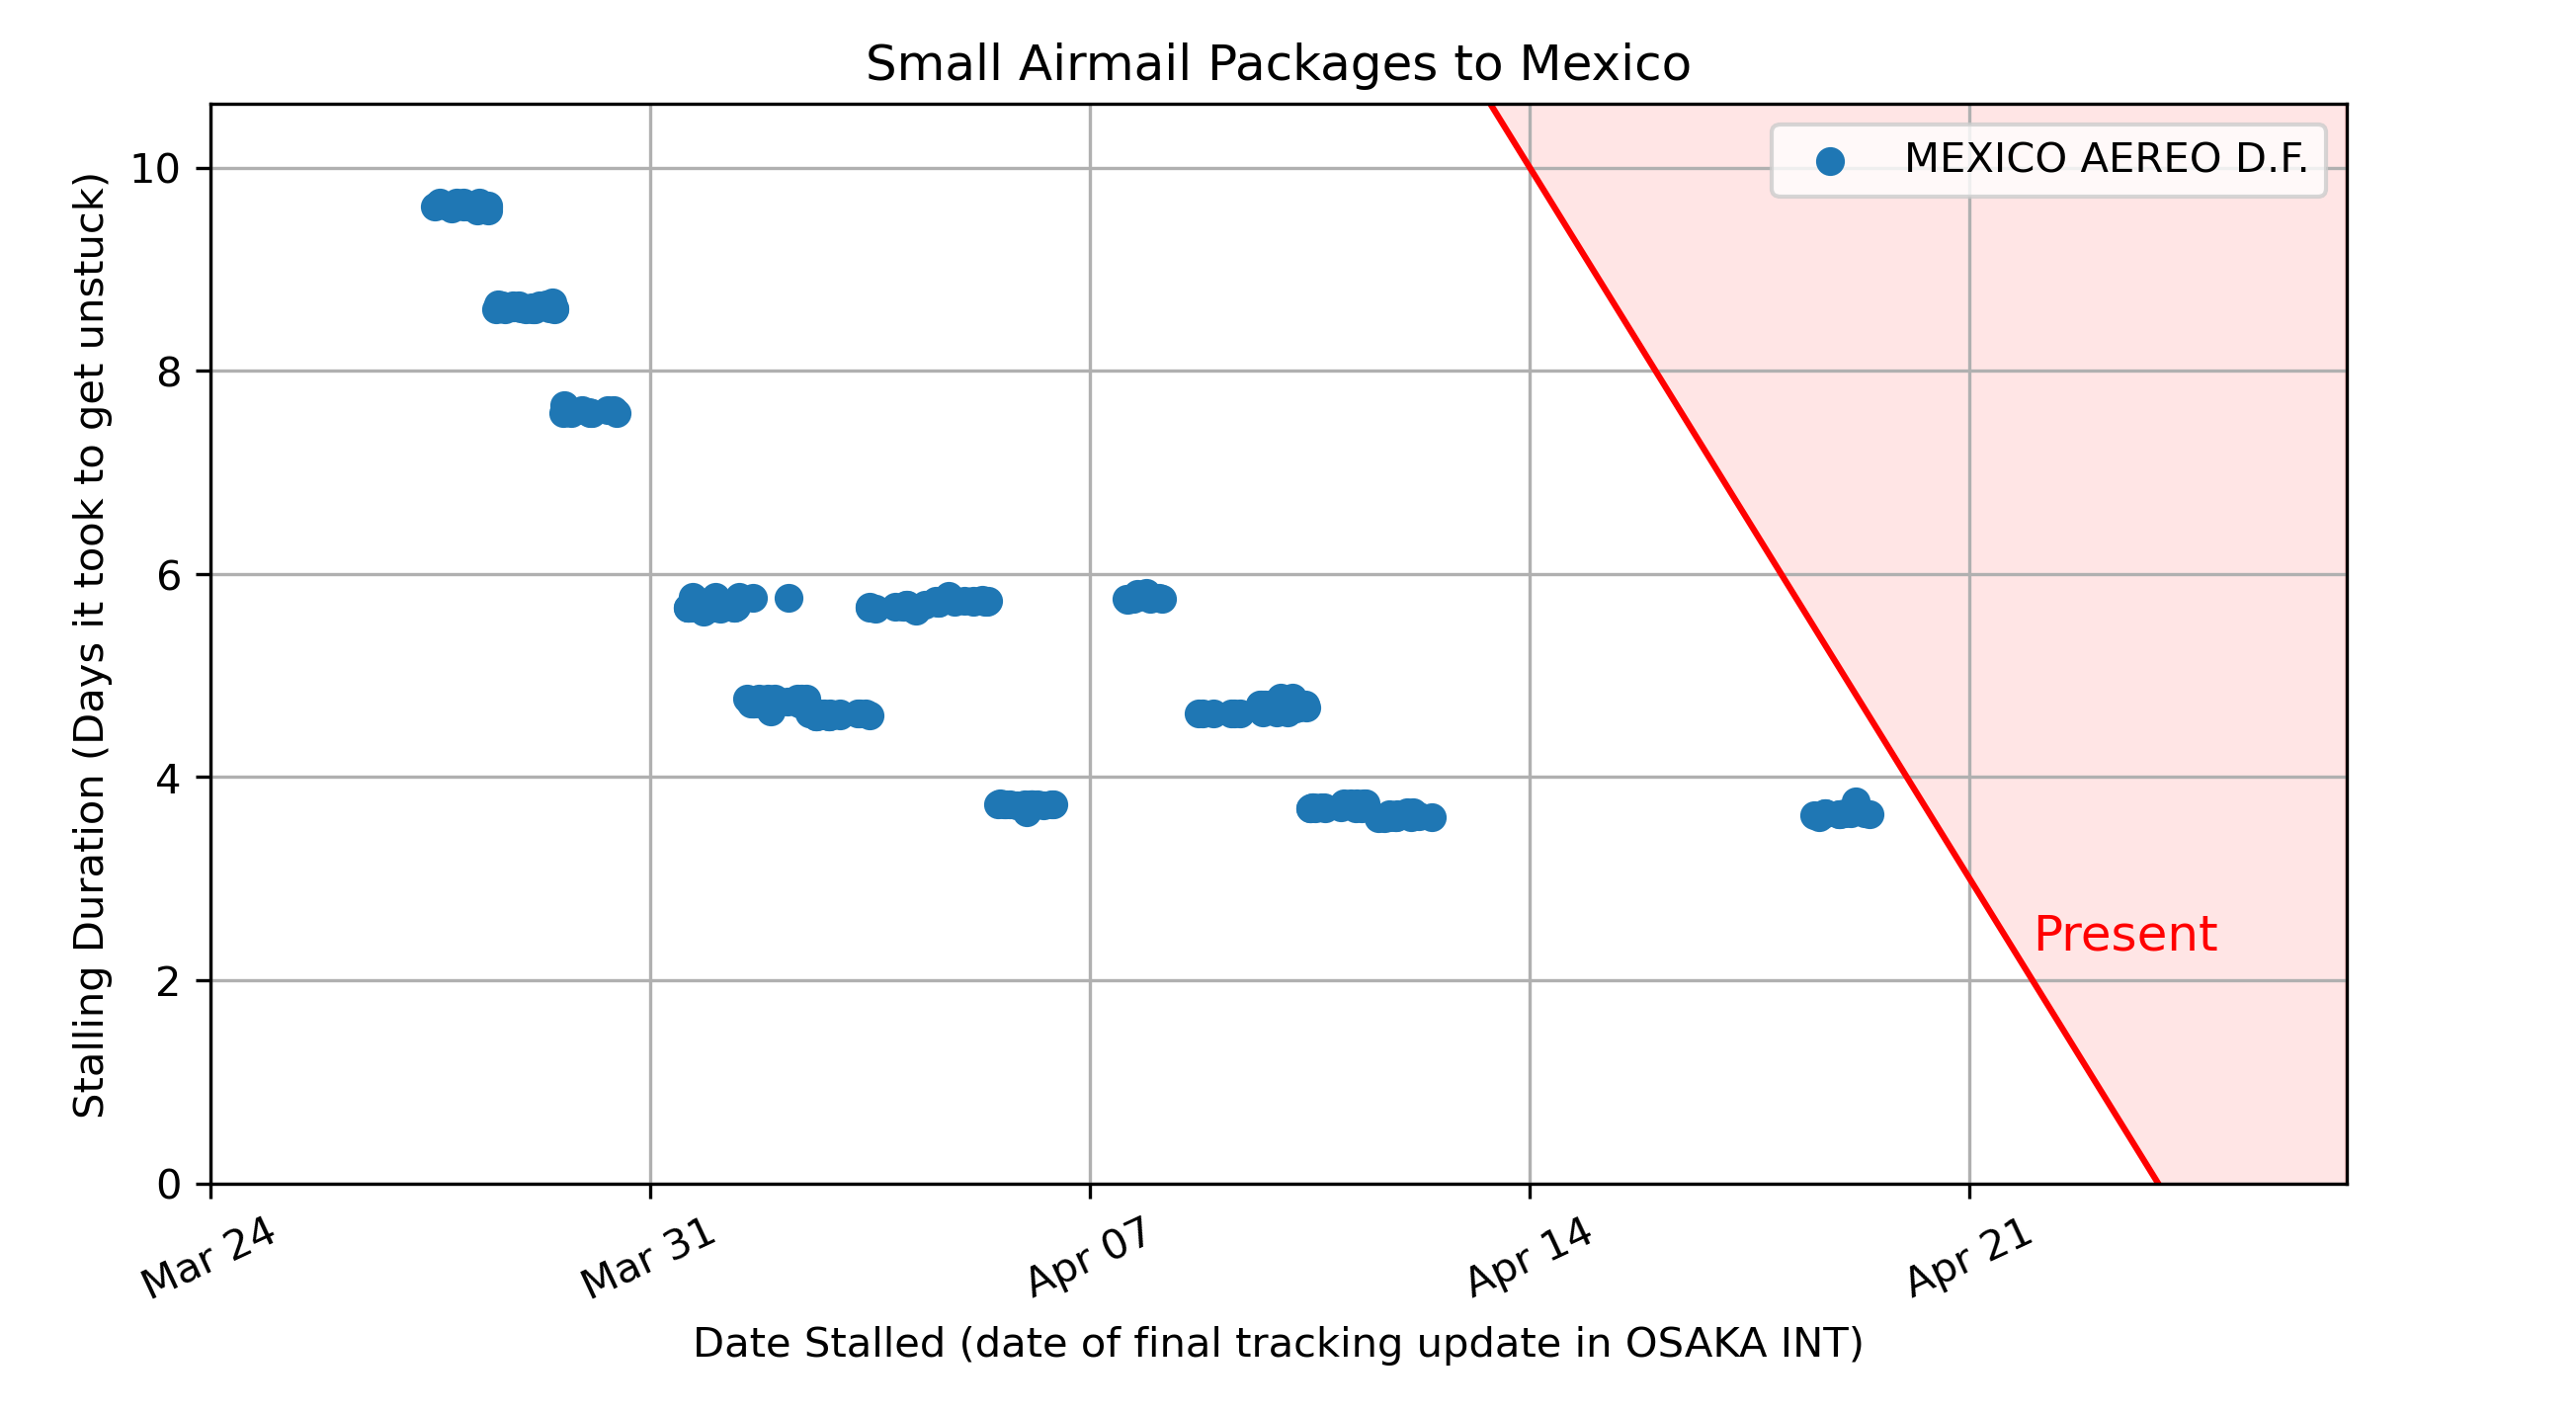 Small Airmail Packages to Mexico
MEXICO AEREO D.F.
Stalling Duration (Days it took to get unstuck)
10
8
6
4
2
0
Present
Mar 24
Mar 31
Apr 07
Apr 14
Apr 21
Date Stalled (date of final tracking update in OSAKA INT)